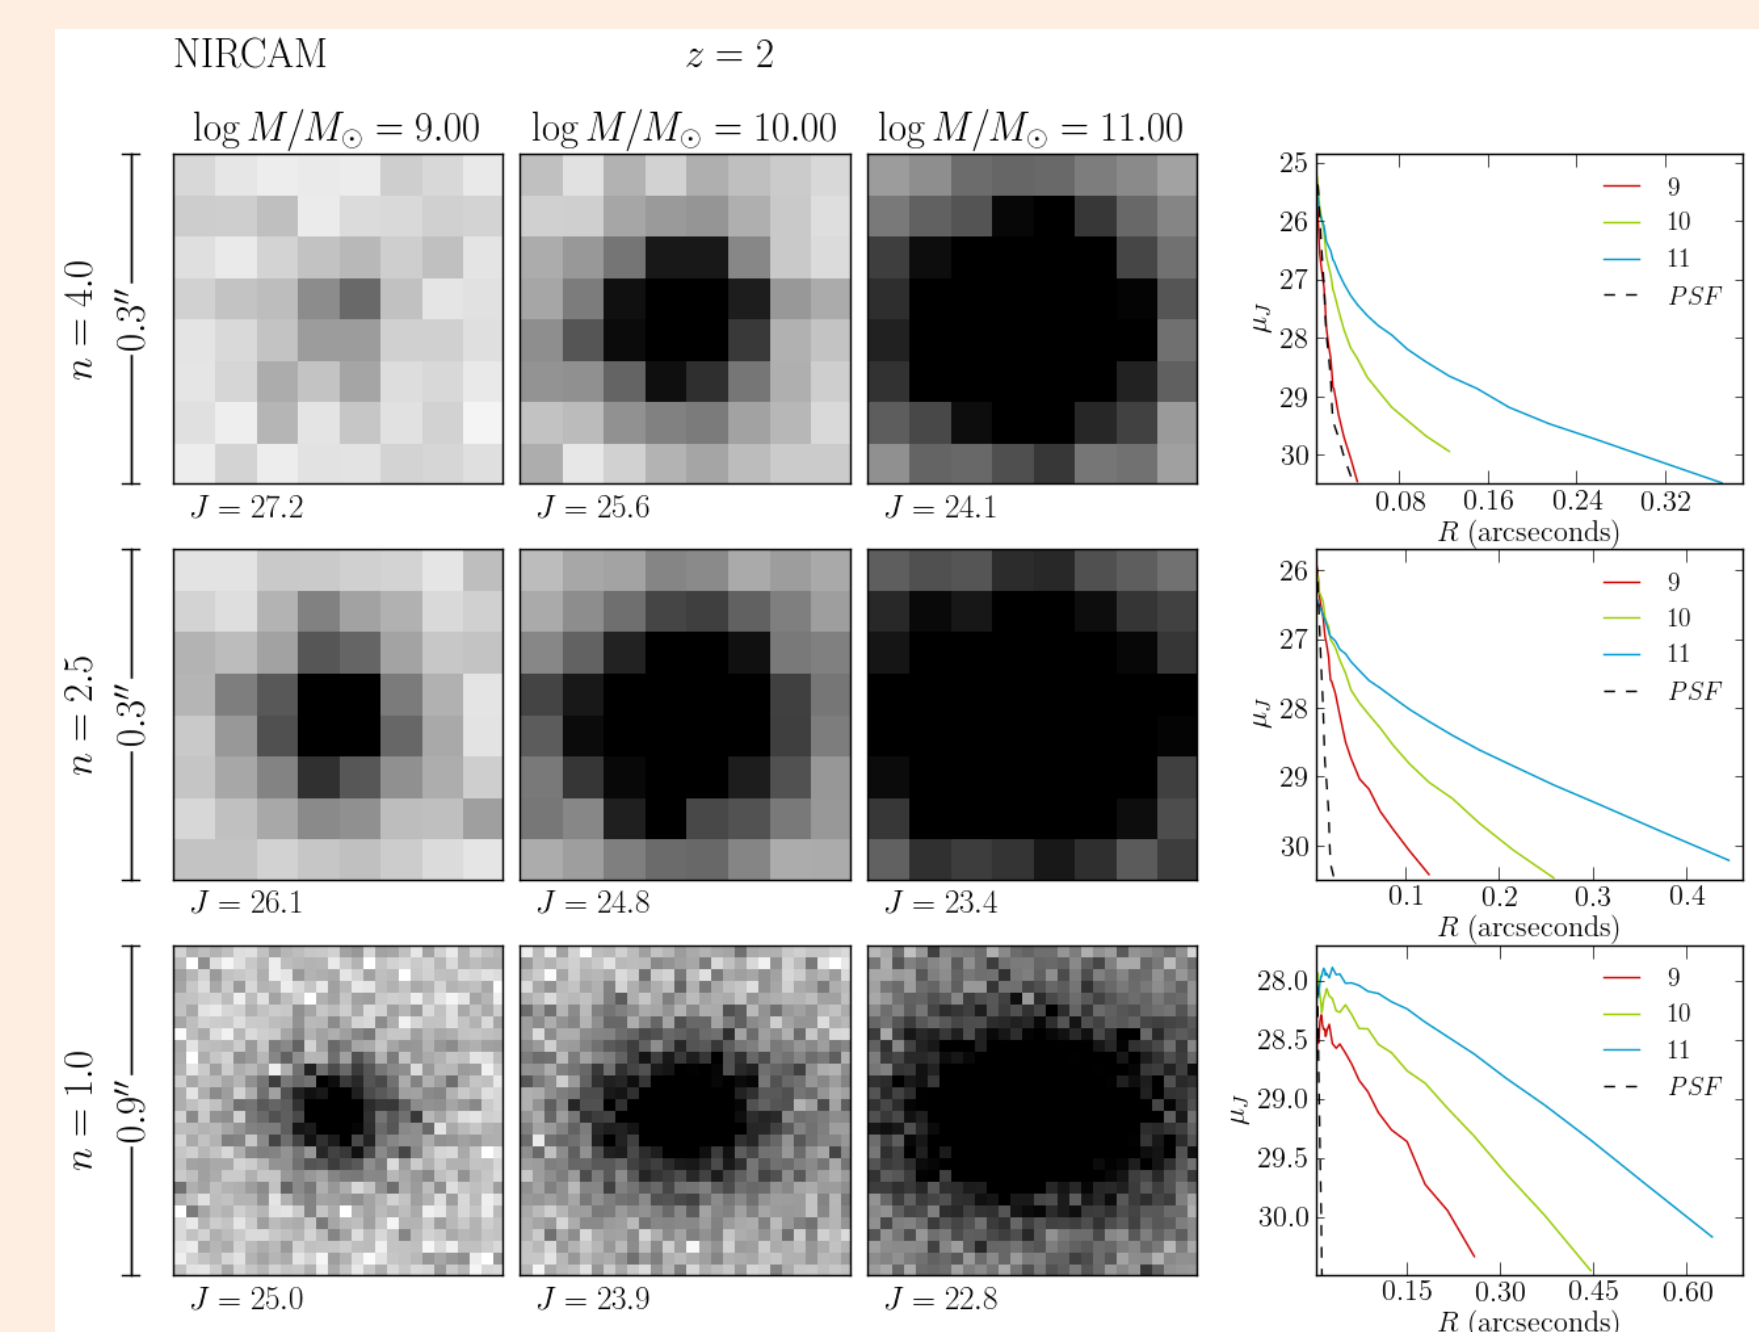 NIRCAM z = 2
log M/M⊙ = 9.00 log M/M⊙ = 10.00 log M/M⊙ = 11.00
n = 4.0
0.3″
J = 27.2
J = 25.6
J = 24.1
25
26
27
28
29
30
μJ
9
10
11
PSF
0.08 0.16 0.24 0.32
R (arcseconds)
n = 2.5
0.3″
J = 26.1
J = 24.8
J = 23.4
26
27
28
29
30
μJ
9
10
11
PSF
0.1 0.2 0.3 0.4
R (arcseconds)
n = 1.0
0.9″
J = 25.0
J = 23.9
J = 22.8
28.0
28.5
29.0
29.5
30.0
μJ
9
10
11
PSF
0.15 0.30 0.45 0.60
R (arcseconds)